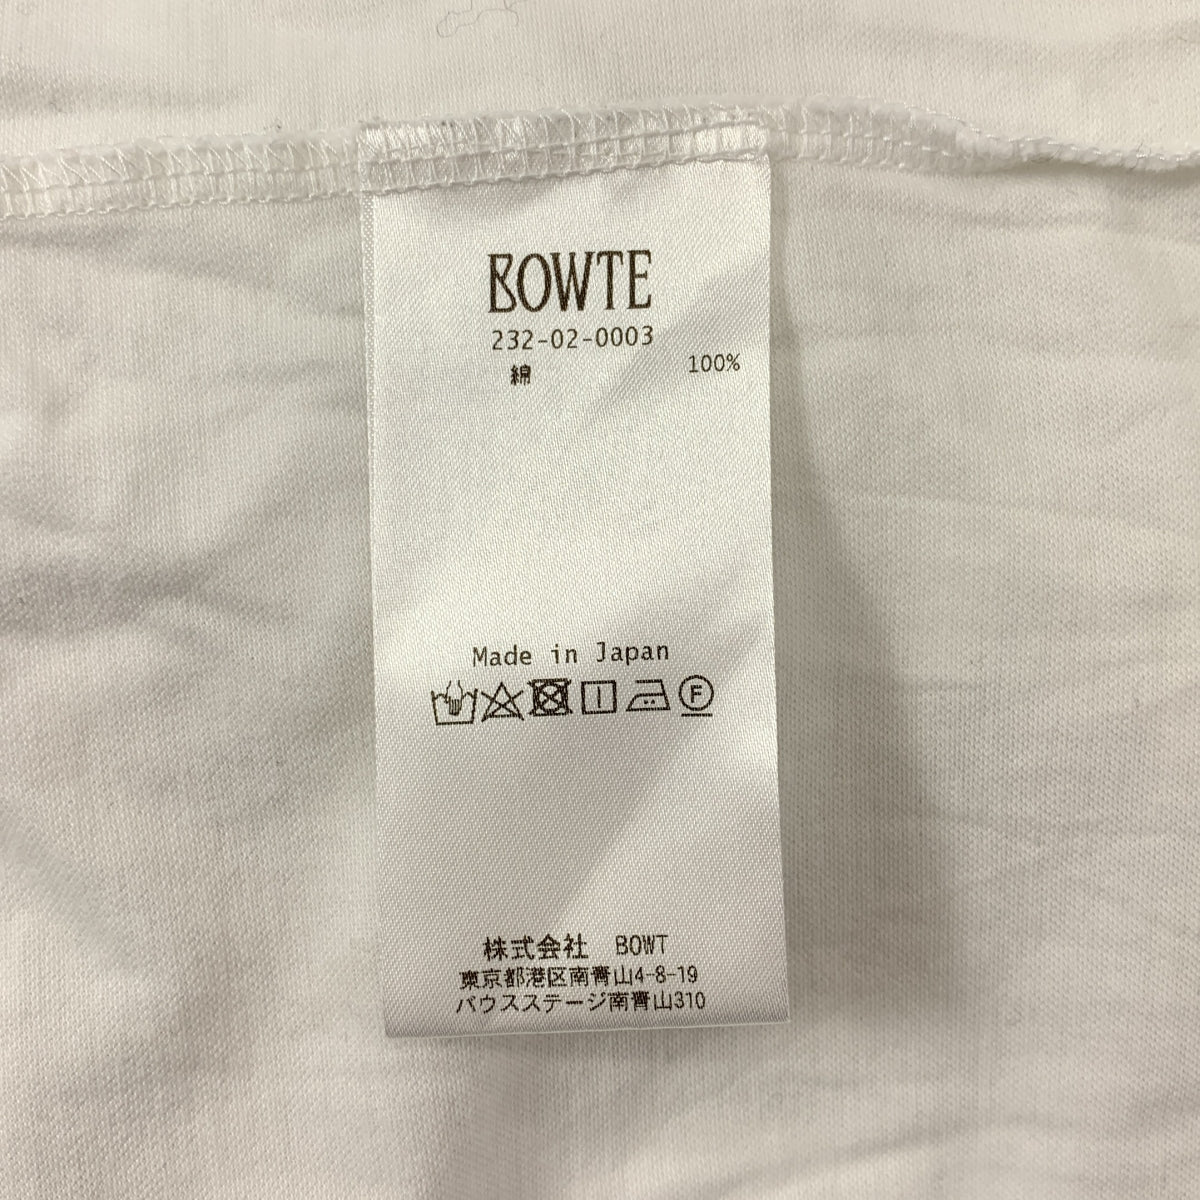 BOWTE
232-02-0003
綿 100%
Made in Japan
F
株式会社 BOWT
東京都港区南青山4-8-19
バウスステージ南青山310